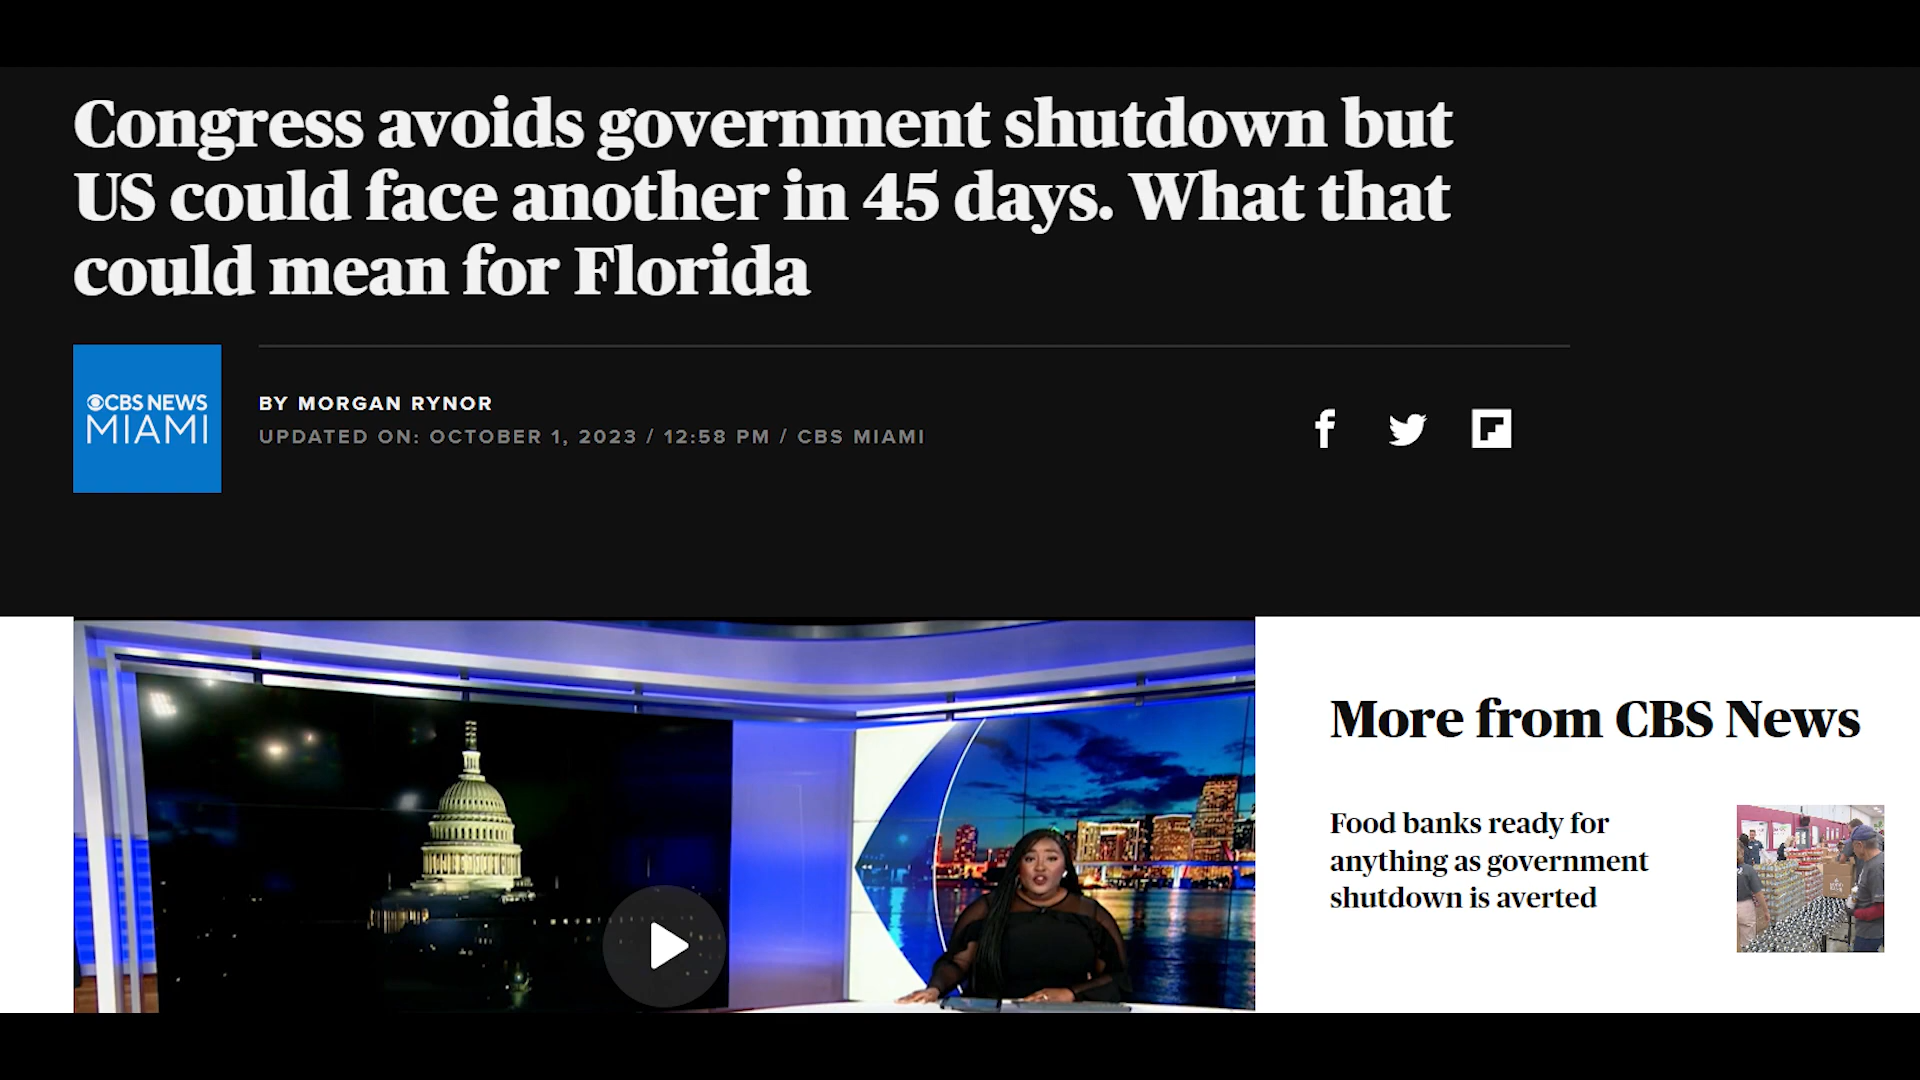 Congress avoids government shutdown but
US could face another in 45 days. What that
could mean for Florida
CBS NEWS
MIAMI
BY MORGAN RYNOR
UPDATED ON: OCTOBER 1, 2023 / 12:58 PM / CBS MIAMI
More from CBS News
Food banks ready for
anything as government
shutdown is averted